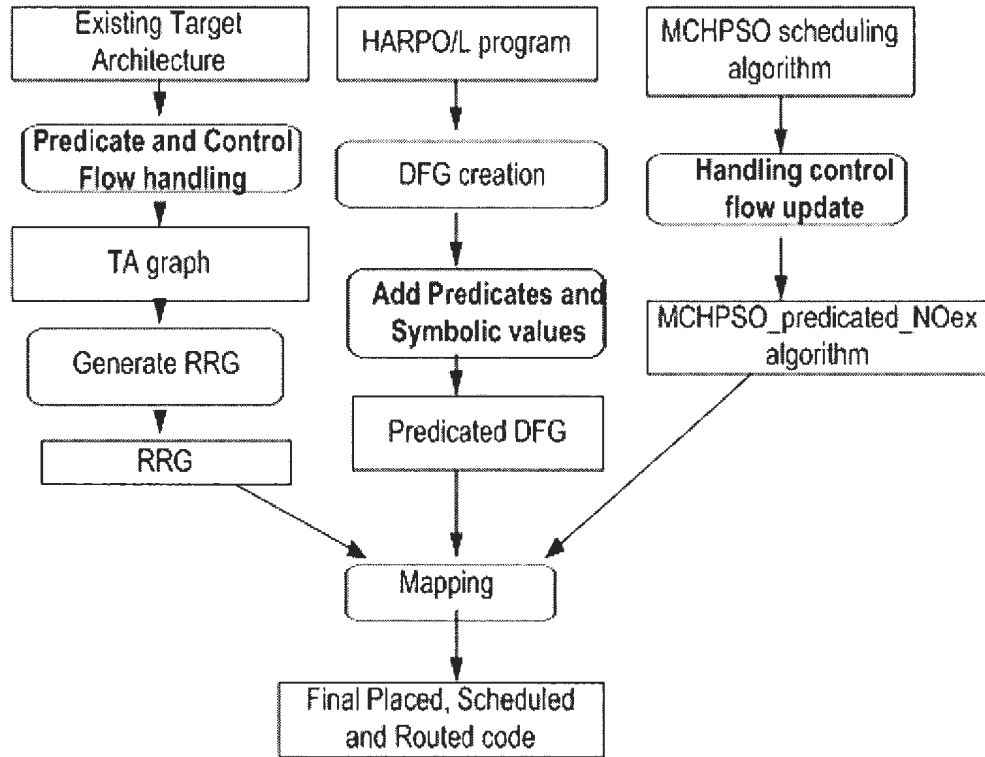 Existing Target
Architecture
Predicate and Control
Flow handling
TA graph
Generate RRG
RRG
HARPO/L program
DFG creation
Add Predicates and
Symbolic values
Predicated DFG
MCHPSO scheduling
algorithm
Handling control
flow update
MCHPSO_predicated_NOex
algorithm
Mapping
Final Placed, Scheduled
and Routed code